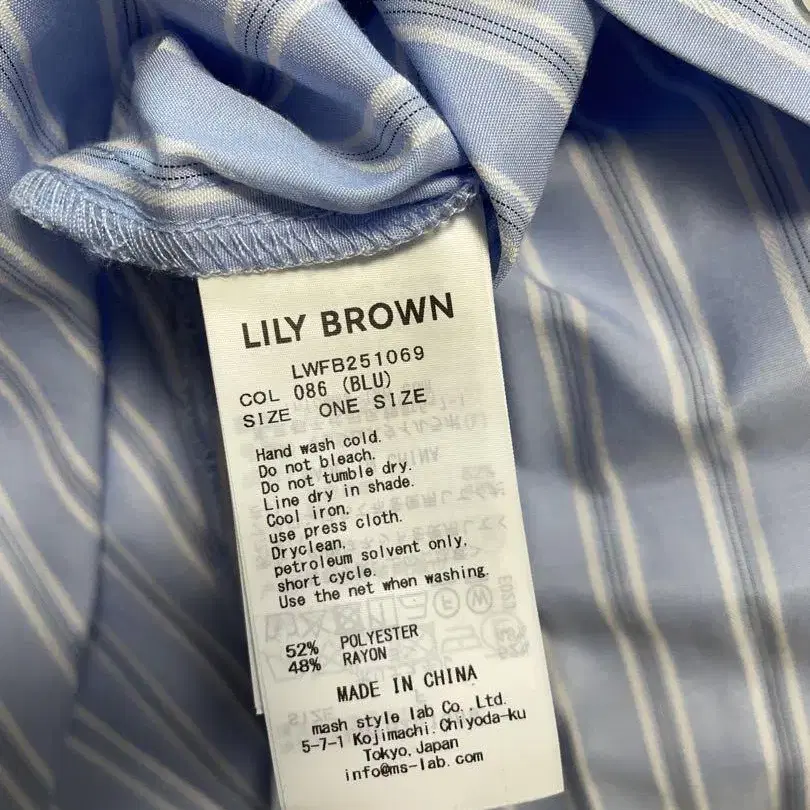 LILY BROWN
LWFB251069
COL 086 (BLU)
SIZE ONE SIZE
Hand wash cold.
Do not bleach.
Do not tumble dry.
Line dry in shade.
Cool iron.
use press cloth.
Dryclean,
petroleum solvent only,
short cycle.
Use the net when washing.
52% POLYESTER
48% RAYON
MADE IN CHINA
mash style lab Co.,Ltd.
5-7-1 Kojimachi.Chiyoda-ku
Tokyo,Japan
info@ms-lab.com